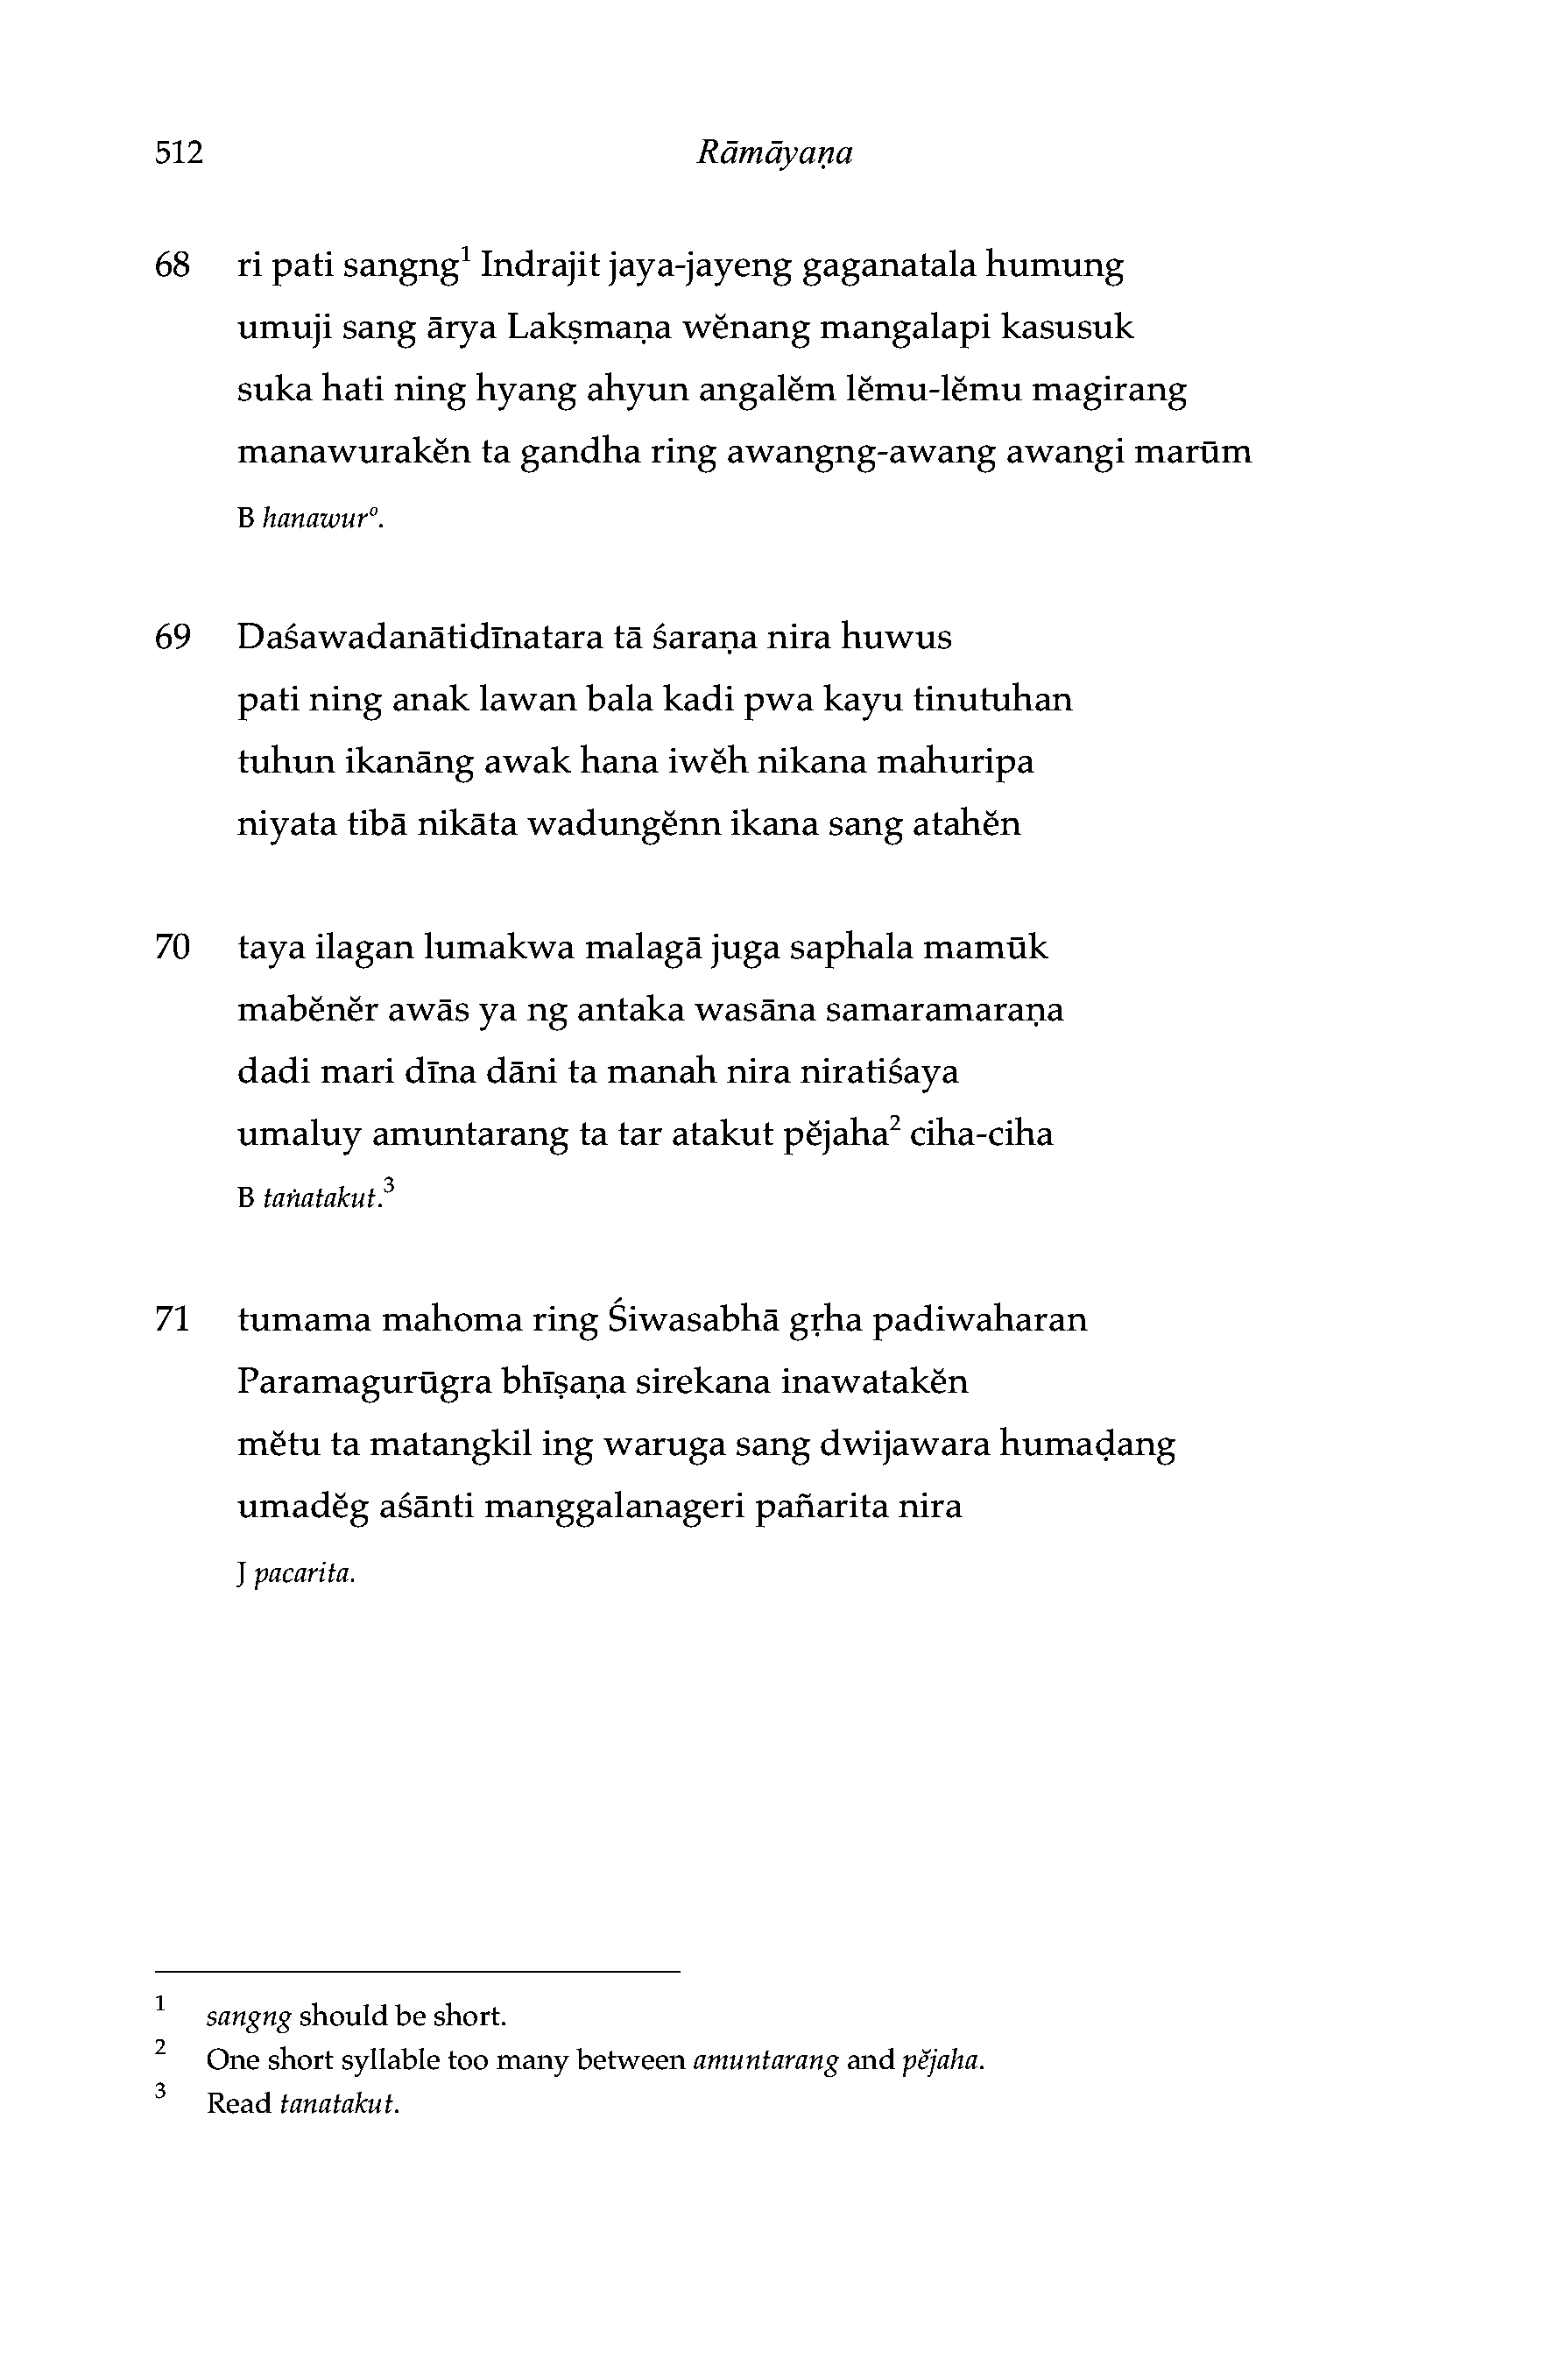 512 Rāmāyaṇa
68 ri pati sangng¹ Indrajit jaya-jayeng gaganatala humung
umuji sang ārya Lakṣmaṇa wĕnang mangalapi kasusuk
suka hati ning hyang ahyun angalĕm lĕmu-lĕmu magirang
manawurakĕn ta gandha ring awangng-awang awangi marūm
B hanawurº.
69 Daśawadanātidīnatara tā śaraṇa nira huwus
pati ning anak lawan bala kadi pwa kayu tinutuhan
tuhun ikanāng awak hana iwĕh nikana mahuripa
niyata tibā nikāta wadungĕnn ikana sang atahĕn
70 taya ilagan lumakwa malagā juga saphala mamūk
mabĕnĕr awās ya ng antaka wasāna samaramaraṇa
dadi mari dīna dāni ta manah nira niratiśaya
umaluy amuntarang ta tar atakut pĕjaha² ciha-ciha
B taṅatakut.³
71 tumama mahoma ring Śiwasabhā gṛha padiwaharan
Paramagurūgra bhīṣaṇa sirekana inawatakĕn
mĕtu ta matangkil ing waruga sang dwijawara humaḍang
umadĕg aśānti manggalanageri pañarita nira
J pacarita.
¹ sangng should be short.
² One short syllable too many between amuntarang and pĕjaha.
³ Read tanatakut.